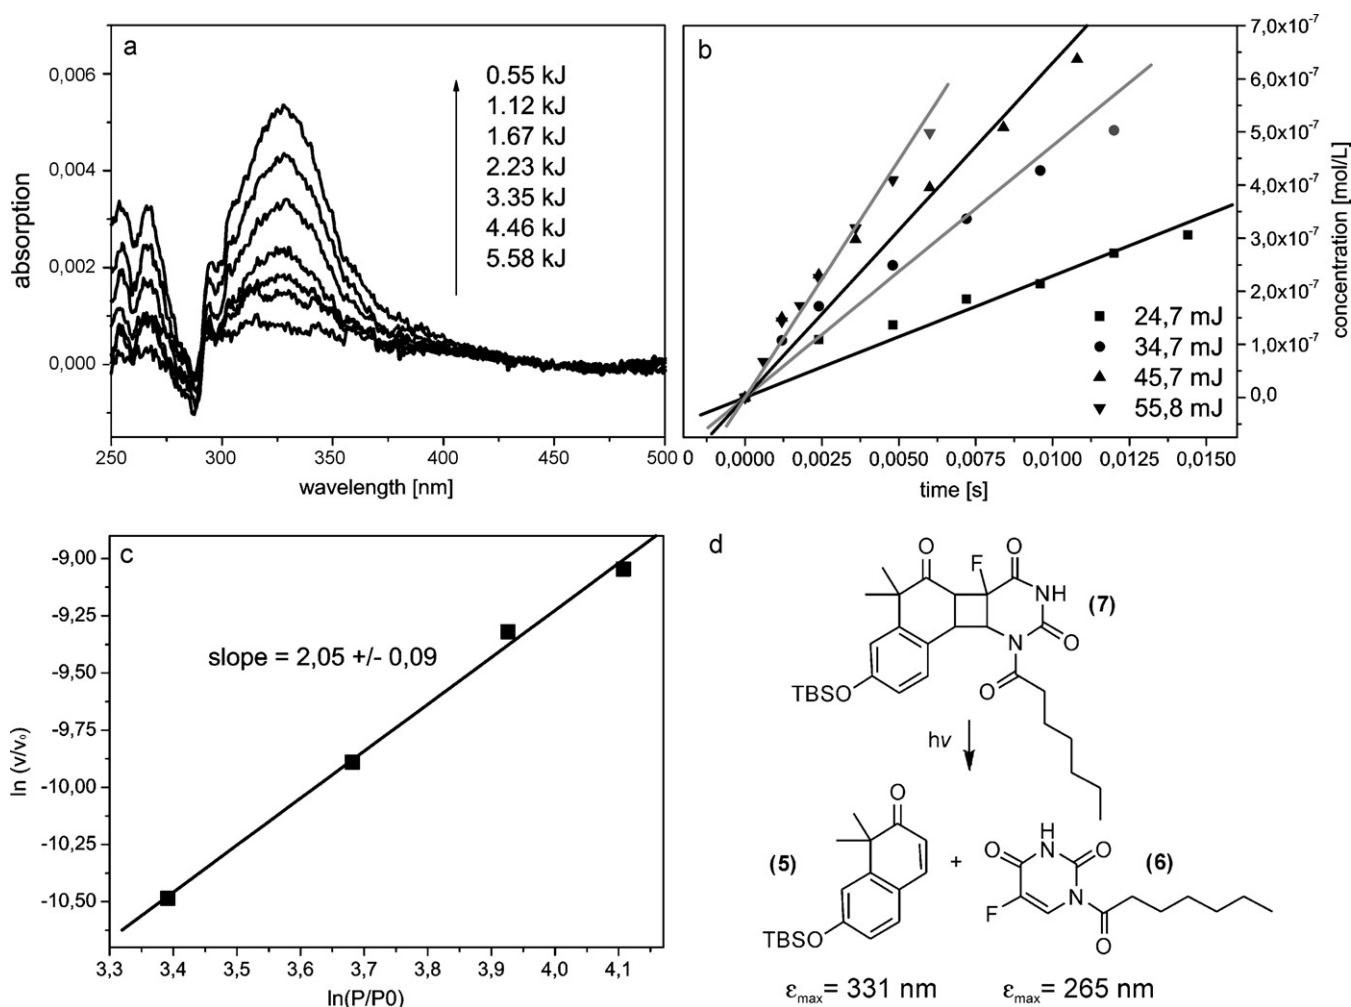 a
0,006
0,004
0,002
0,000
absorption
0.55 kJ
1.12 kJ
1.67 kJ
2.23 kJ
3.35 kJ
4.46 kJ
5.58 kJ
250 300 350 400 450 500
wavelength [nm]
b
7,0x10⁻⁷
6,0x10⁻⁷
5,0x10⁻⁷
4,0x10⁻⁷
3,0x10⁻⁷
2,0x10⁻⁷
1,0x10⁻⁷
0,0
concentration [mol/L]
24,7 mJ
34,7 mJ
45,7 mJ
55,8 mJ
0 0,0000 0,0025 0,0050 0,0075 0,0100 0,0125 0,0150
time [s]
c
-9,00
-9,25
-9,50
-9,75
-10,00
-10,25
-10,50
ln (v/v₀)
slope = 2,05 +/- 0,09
3,3 3,4 3,5 3,6 3,7 3,8 3,9 4,0 4,1
ln(P/P0)
d
O
F
O
NH
O
N
O
TBSO
(7)
hν
O
(5)
TBSO
+
H
N
O
O
F
N
O
(6)
εmax= 331 nm
εmax= 265 nm